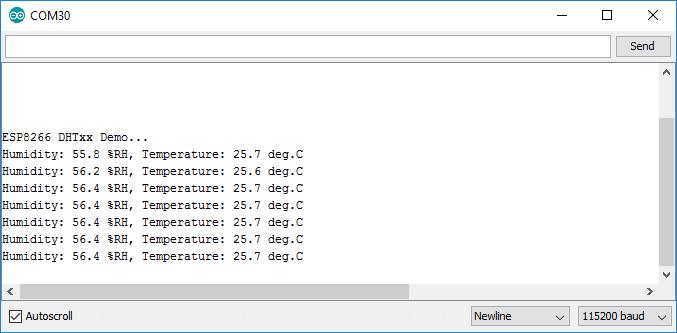 COM30
Send
ESP8266 DHTxx Demo...
Humidity: 55.8 %RH, Temperature: 25.7 deg.C
Humidity: 56.2 %RH, Temperature: 25.6 deg.C
Humidity: 56.4 %RH, Temperature: 25.7 deg.C
Humidity: 56.4 %RH, Temperature: 25.7 deg.C
Humidity: 56.4 %RH, Temperature: 25.7 deg.C
Humidity: 56.4 %RH, Temperature: 25.7 deg.C
Humidity: 56.4 %RH, Temperature: 25.7 deg.C
Autoscroll Newline 115200 baud